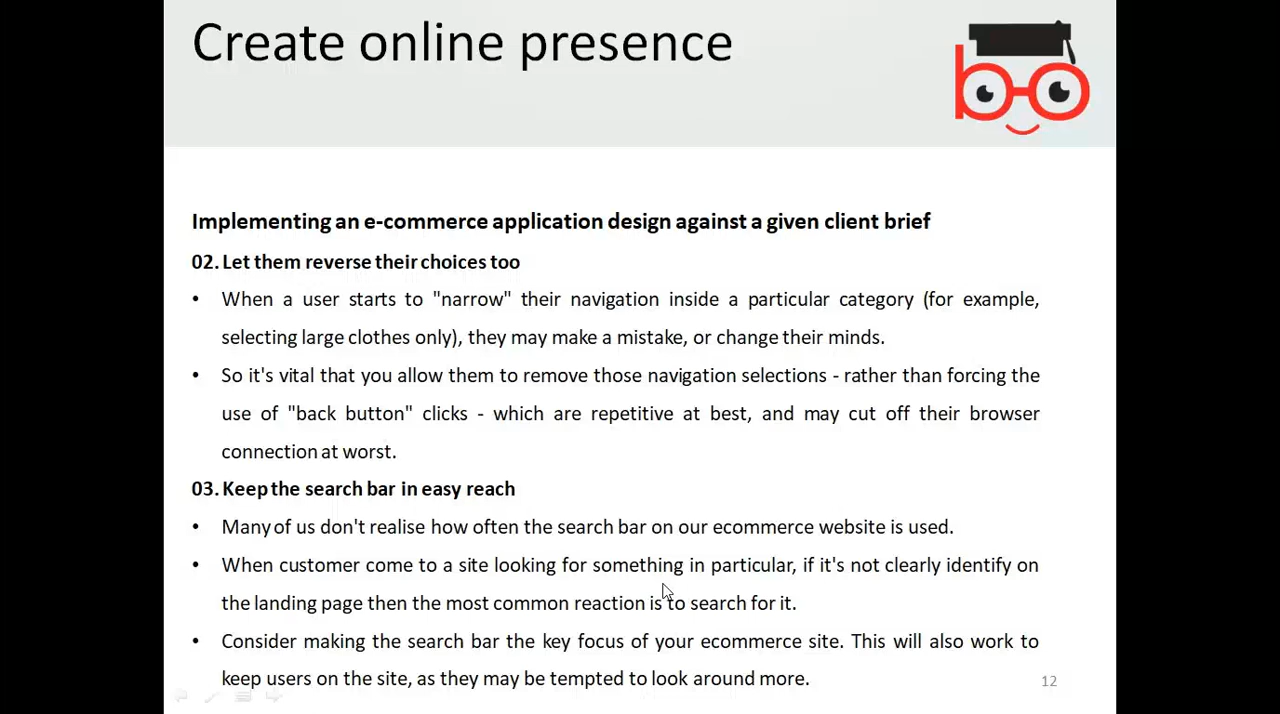 Create online presence
Implementing an e-commerce application design against a given client brief
02. Let them reverse their choices too
• When a user starts to "narrow" their navigation inside a particular category (for example,
selecting large clothes only), they may make a mistake, or change their minds.
• So it's vital that you allow them to remove those navigation selections - rather than forcing the
use of "back button" clicks - which are repetitive at best, and may cut off their browser
connection at worst.
03. Keep the search bar in easy reach
• Many of us don't realise how often the search bar on our ecommerce website is used.
• When customer come to a site looking for something in particular, if it's not clearly identify on
the landing page then the most common reaction is to search for it.
• Consider making the search bar the key focus of your ecommerce site. This will also work to
keep users on the site, as they may be tempted to look around more.
12